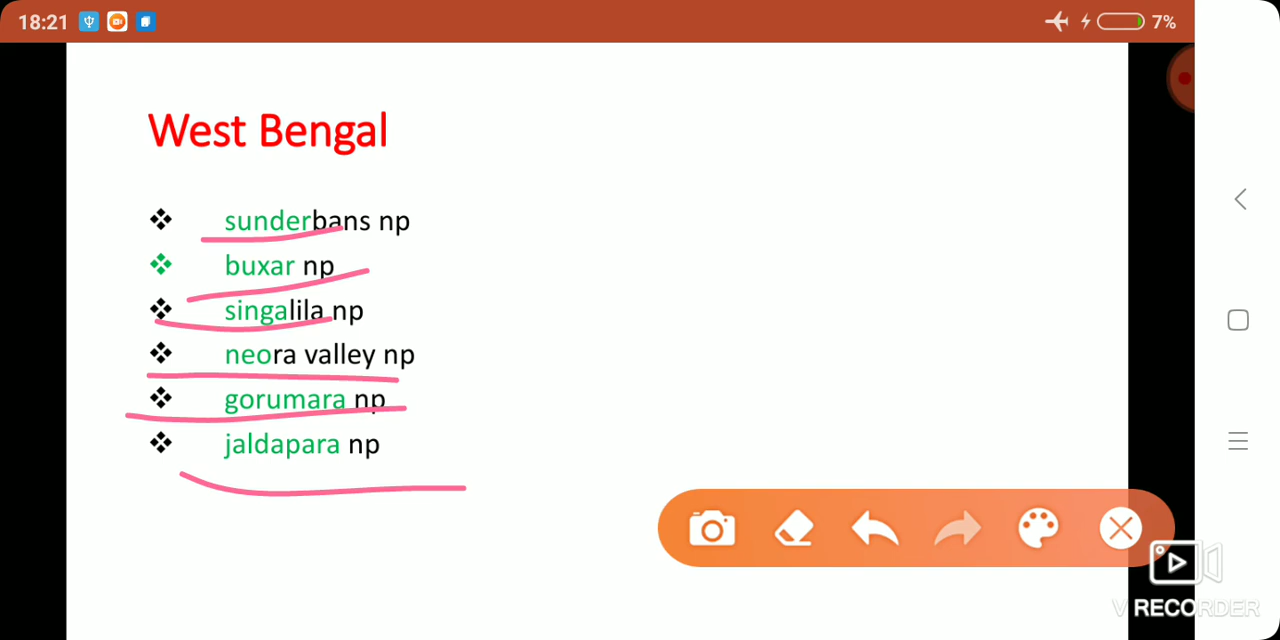 18:21
7%
West Bengal
❖ sunderbans np
❖ buxar np
❖ singalila np
❖ neora valley np
❖ gorumara np
❖ jaldapara np
V RECORDER